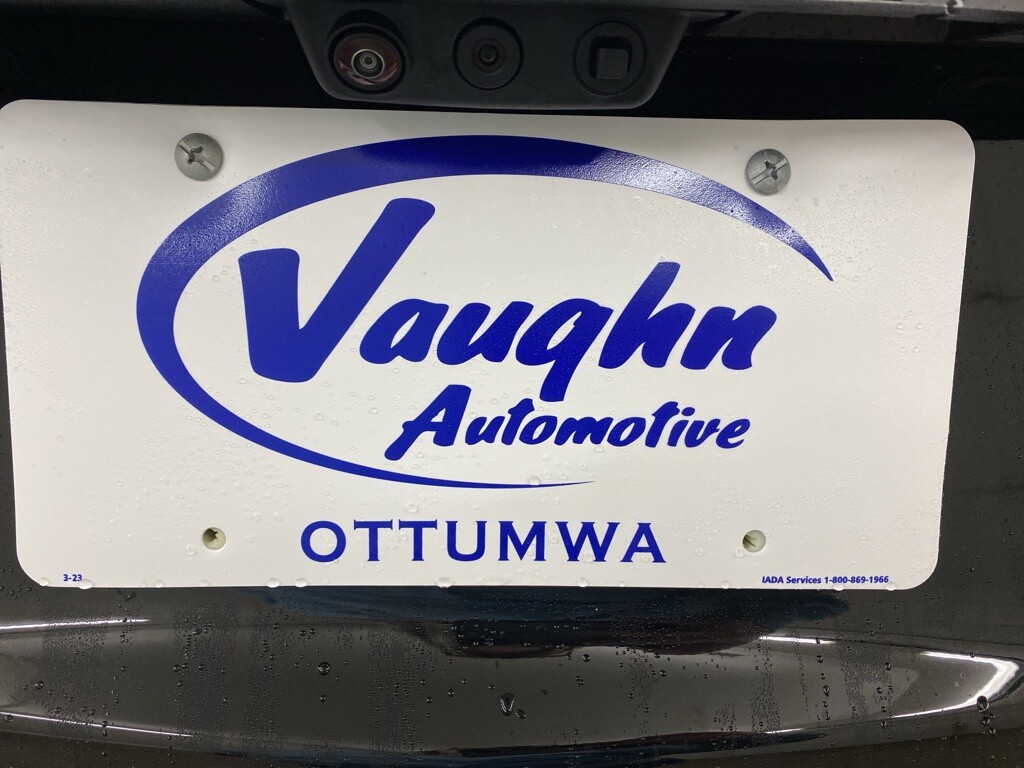 Vaughn
Automotive
OTTUMWA
3-23
IADA Services 1-800-869-1966